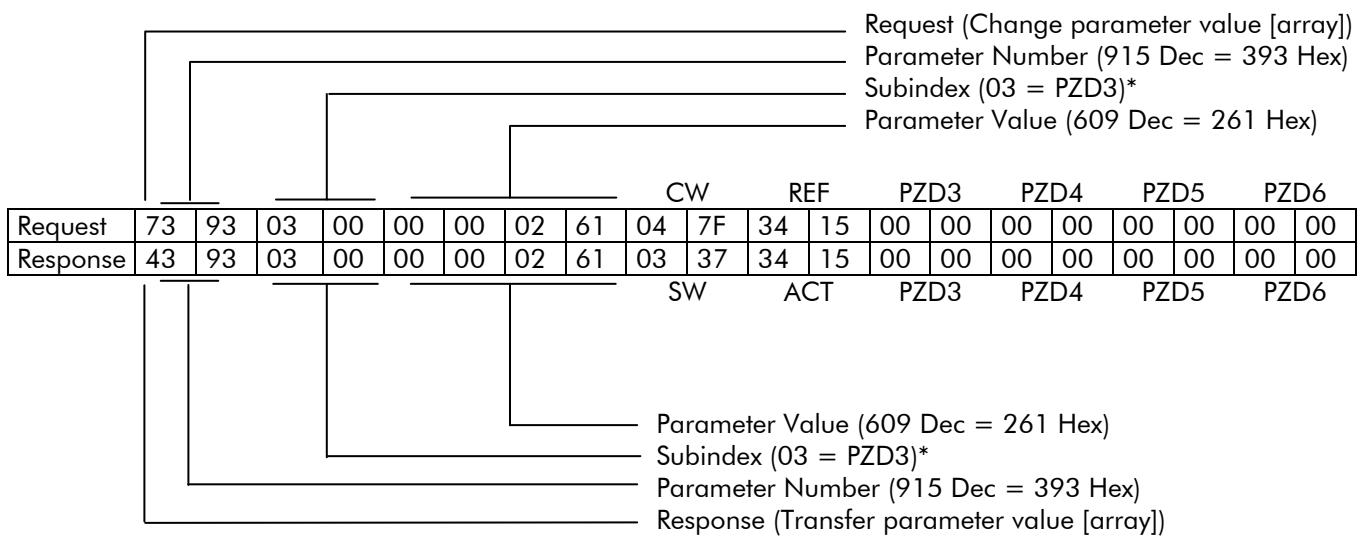 Request (Change parameter value [array])
Parameter Number (915 Dec = 393 Hex)
Subindex (03 = PZD3)*
Parameter Value (609 Dec = 261 Hex)
CW REF PZD3 PZD4 PZD5 PZD6
Request 73 93 03 00 00 00 02 61 04 7F 34 15 00 00 00 00 00 00 00 00
Response 43 93 03 00 00 00 02 61 03 37 34 15 00 00 00 00 00 00 00 00
SW ACT PZD3 PZD4 PZD5 PZD6
Parameter Value (609 Dec = 261 Hex)
Subindex (03 = PZD3)*
Parameter Number (915 Dec = 393 Hex)
Response (Transfer parameter value [array])